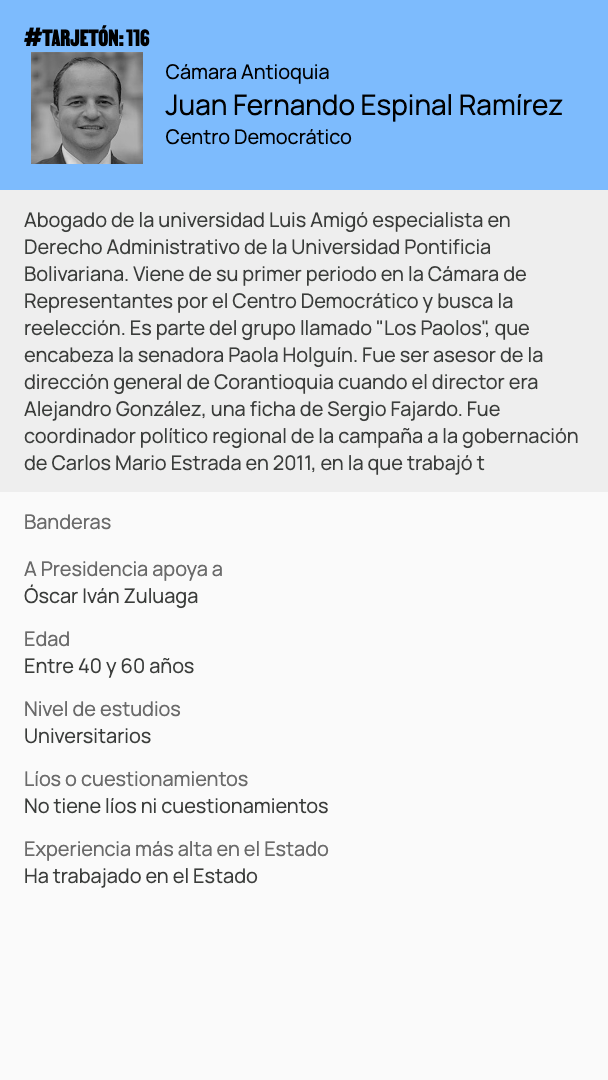 #TARJETÓN: 116
Cámara Antioquia
Juan Fernando Espinal Ramírez
Centro Democrático
Abogado de la universidad Luis Amigó especialista en
Derecho Administrativo de la Universidad Pontificia
Bolivariana. Viene de su primer periodo en la Cámara de
Representantes por el Centro Democrático y busca la
reelección. Es parte del grupo llamado "Los Paolos", que
encabeza la senadora Paola Holguín. Fue ser asesor de la
dirección general de Corantioquia cuando el director era
Alejandro González, una ficha de Sergio Fajardo. Fue
coordinador político regional de la campaña a la gobernación
de Carlos Mario Estrada en 2011, en la que trabajó t
Banderas
A Presidencia apoya a
Óscar Iván Zuluaga
Edad
Entre 40 y 60 años
Nivel de estudios
Universitarios
Líos o cuestionamientos
No tiene líos ni cuestionamientos
Experiencia más alta en el Estado
Ha trabajado en el Estado